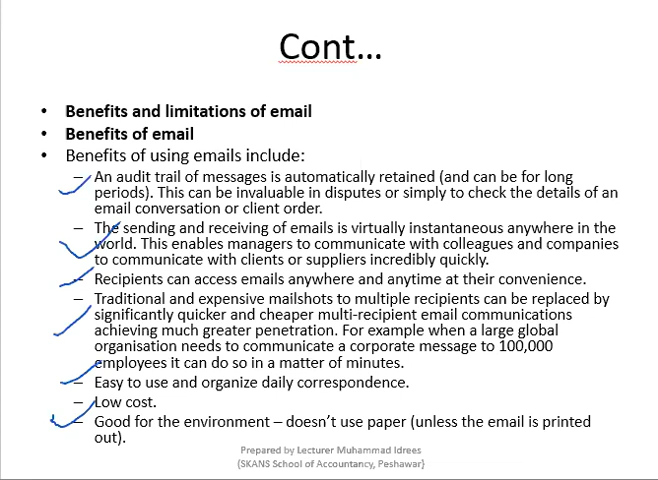 Cont...
• Benefits and limitations of email
• Benefits of email
• Benefits of using emails include:
– An audit trail of messages is automatically retained (and can be for long
periods). This can be invaluable in disputes or simply to check the details of an
email conversation or client order.
– The sending and receiving of emails is virtually instantaneous anywhere in the
world. This enables managers to communicate with colleagues and companies
to communicate with clients or suppliers incredibly quickly.
– Recipients can access emails anywhere and anytime at their convenience.
– Traditional and expensive mailshots to multiple recipients can be replaced by
significantly quicker and cheaper multi-recipient email communications
achieving much greater penetration. For example when a large global
organisation needs to communicate a corporate message to 100,000
employees it can do so in a matter of minutes.
– Easy to use and organize daily correspondence.
– Low cost.
– Good for the environment – doesn't use paper (unless the email is printed
out).
Prepared by Lecturer Muhammad Idrees
{SKANS School of Accountancy, Peshawar}